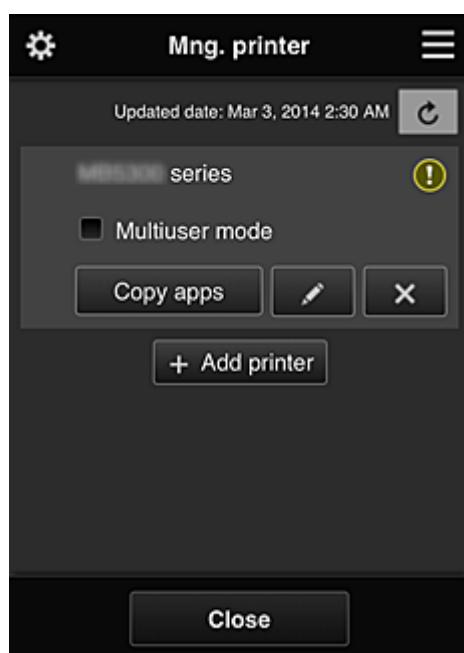 Mng. printer
Updated date: Mar 3, 2014 2:30 AM
series
Multiuser mode
Copy apps
+ Add printer
Close